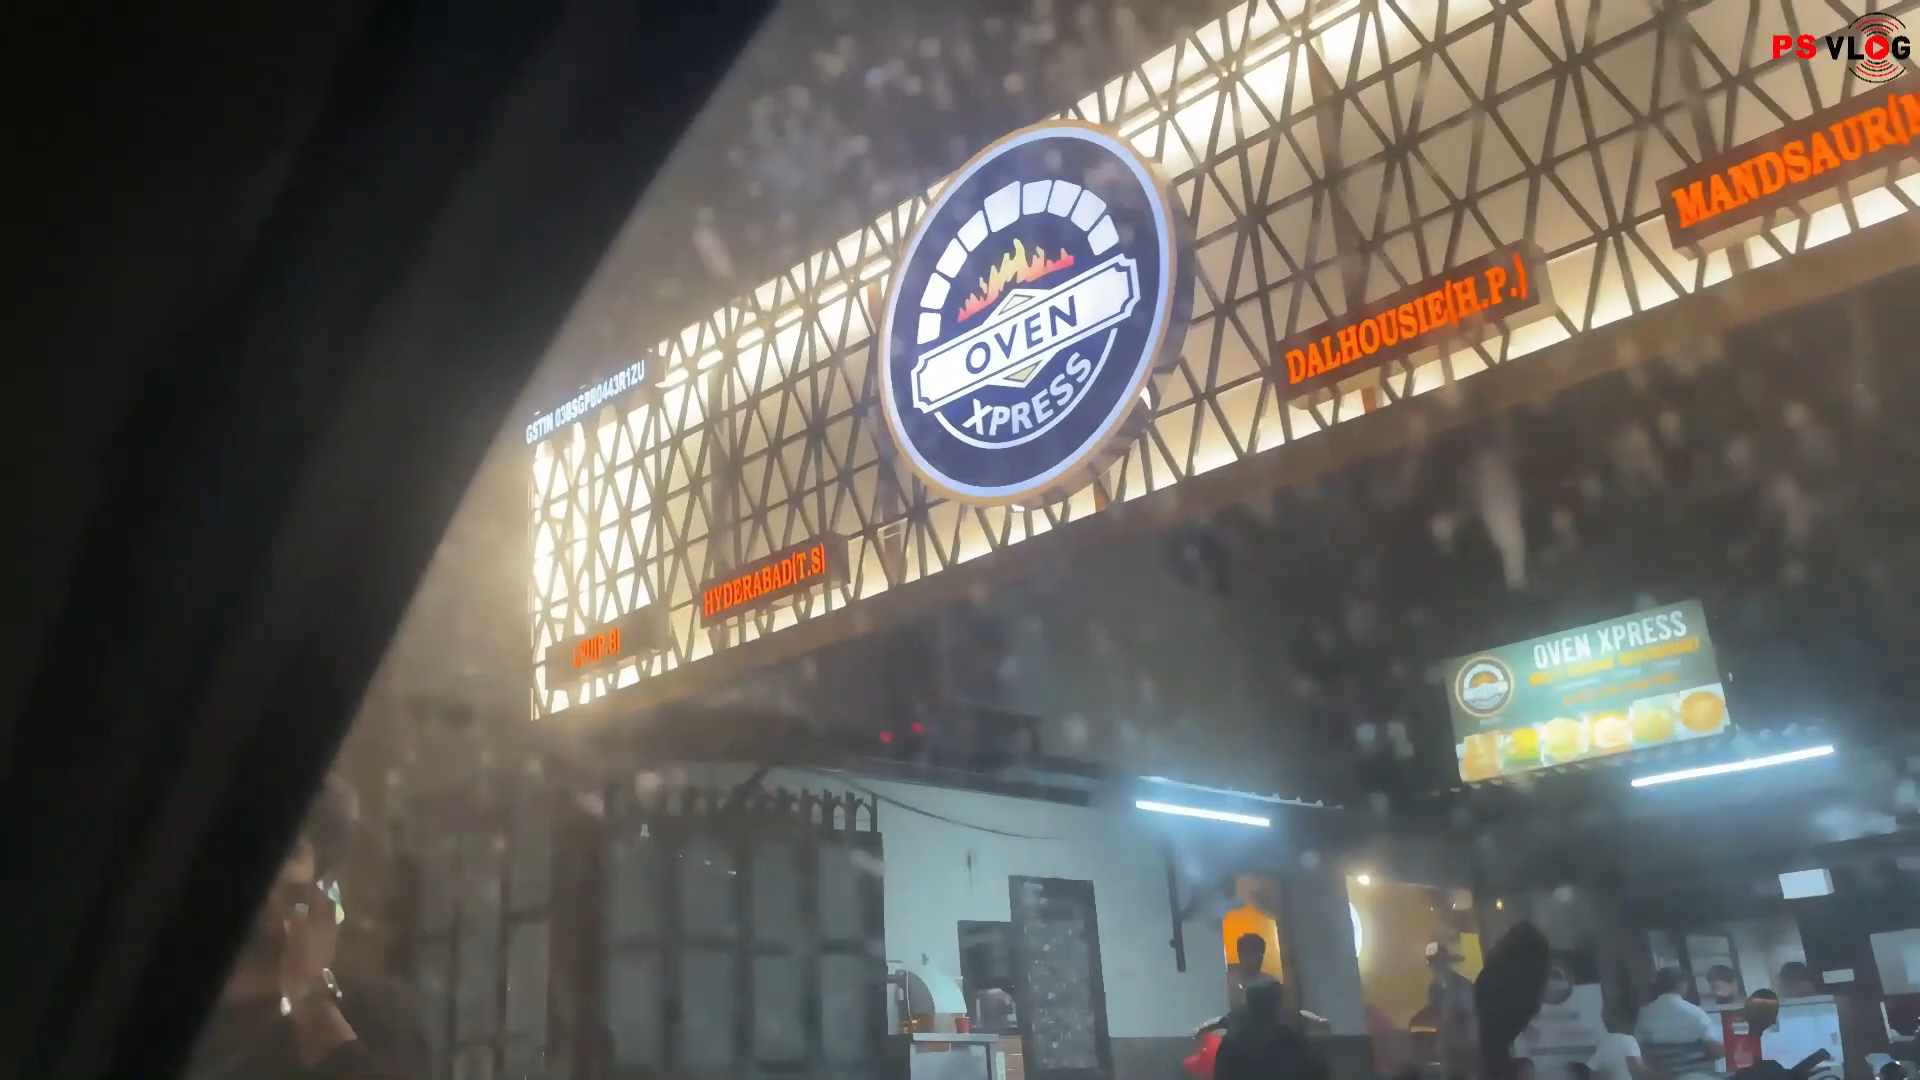 PS VLOG
GSTIN 03BSGPB0443R1ZU
OVEN
XPRESS
MANDSAUR(
DALHOUSIE(H.P.)
HYDERABAD(T.S)
OVEN XPRESS